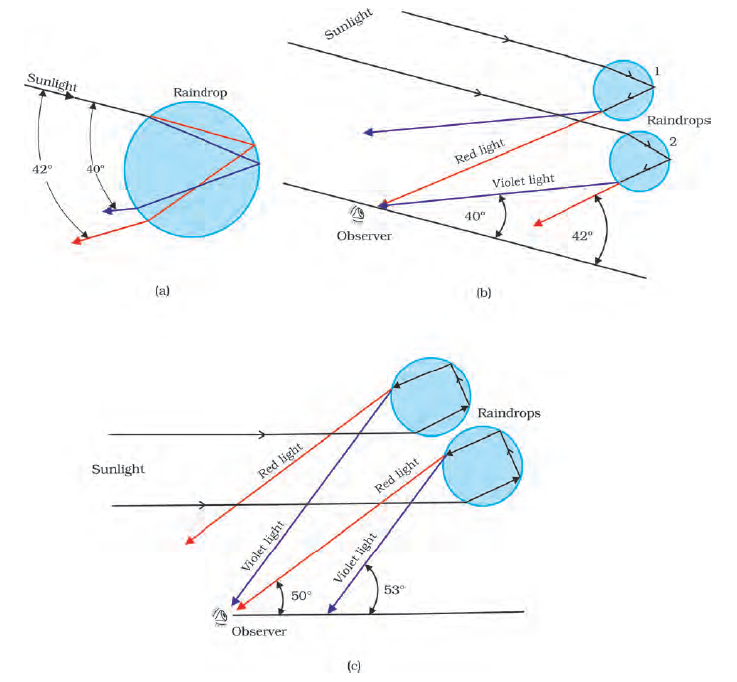 Sunlight
Raindrop
42°
40°
(a)
Sunlight
1
Raindrops
2
Red light
Violet light
40°
42°
Observer
(b)
Raindrops
Sunlight
Red light
Red light
Violet light
Violet light
50°
53°
Observer
(c)